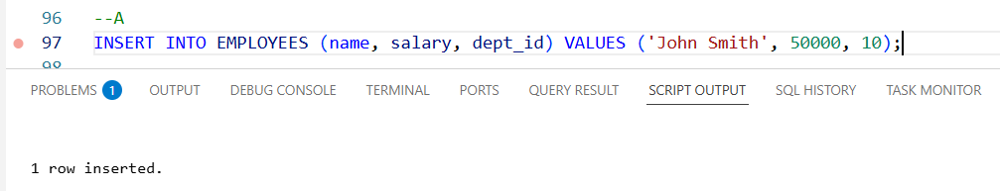 96 --A
97 INSERT INTO EMPLOYEES (name, salary, dept_id) VALUES ('John Smith', 50000, 10);
98
PROBLEMS 1 OUTPUT DEBUG CONSOLE TERMINAL PORTS QUERY RESULT SCRIPT OUTPUT SQL HISTORY TASK MONITOR
1 row inserted.